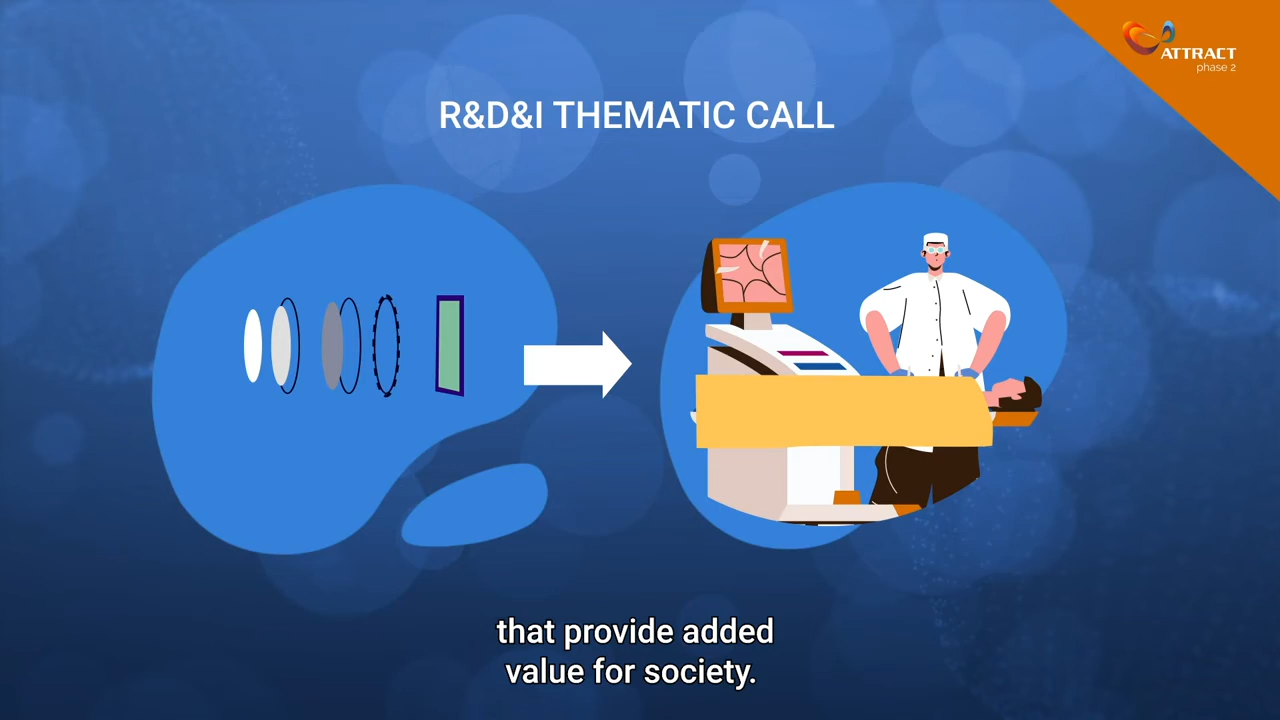 ATTRACT
phase 2
R&D&I THEMATIC CALL
that provide added
value for society.